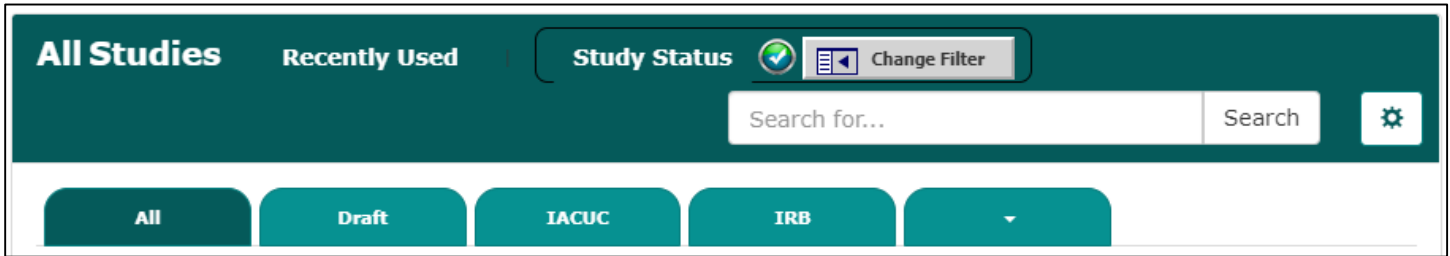 All Studies Recently Used Study Status Change Filter
Search for... Search
All Draft IACUC IRB